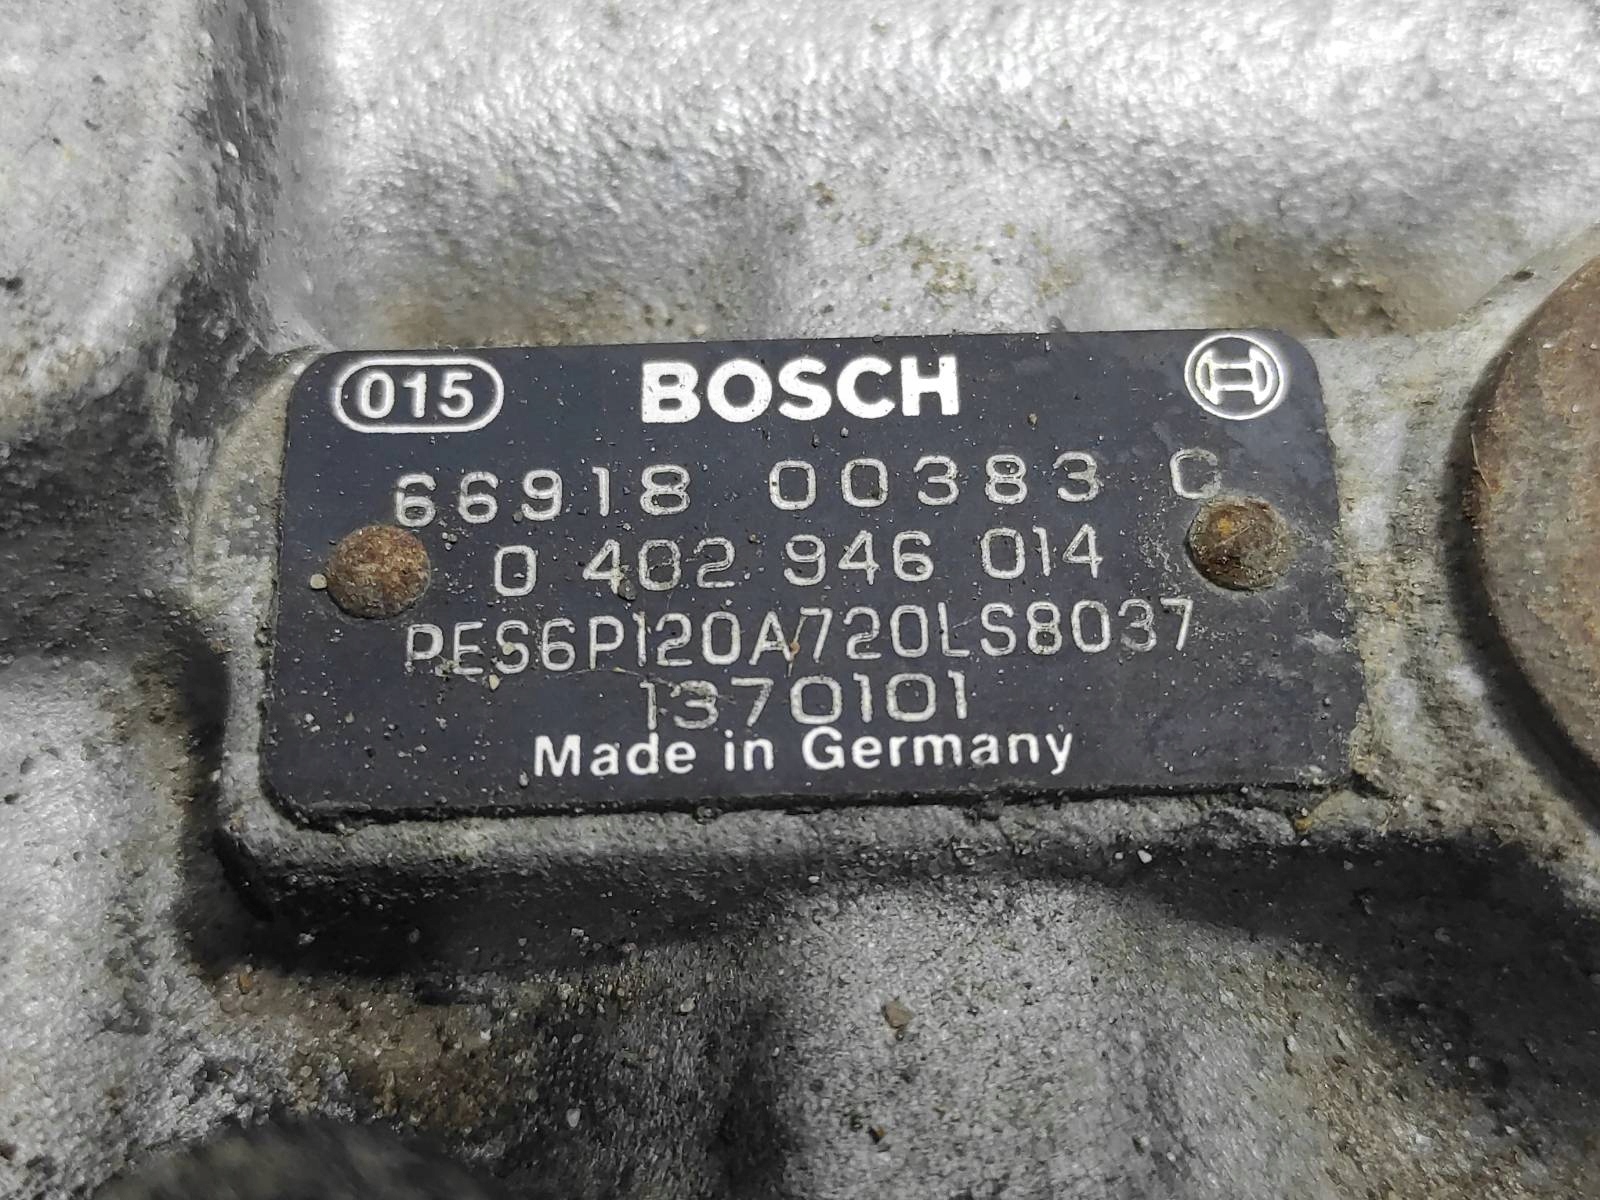 015 BOSCH
66918 00383 C
0 402 946 014
PES6P120A720LS8037
1370101
Made in Germany